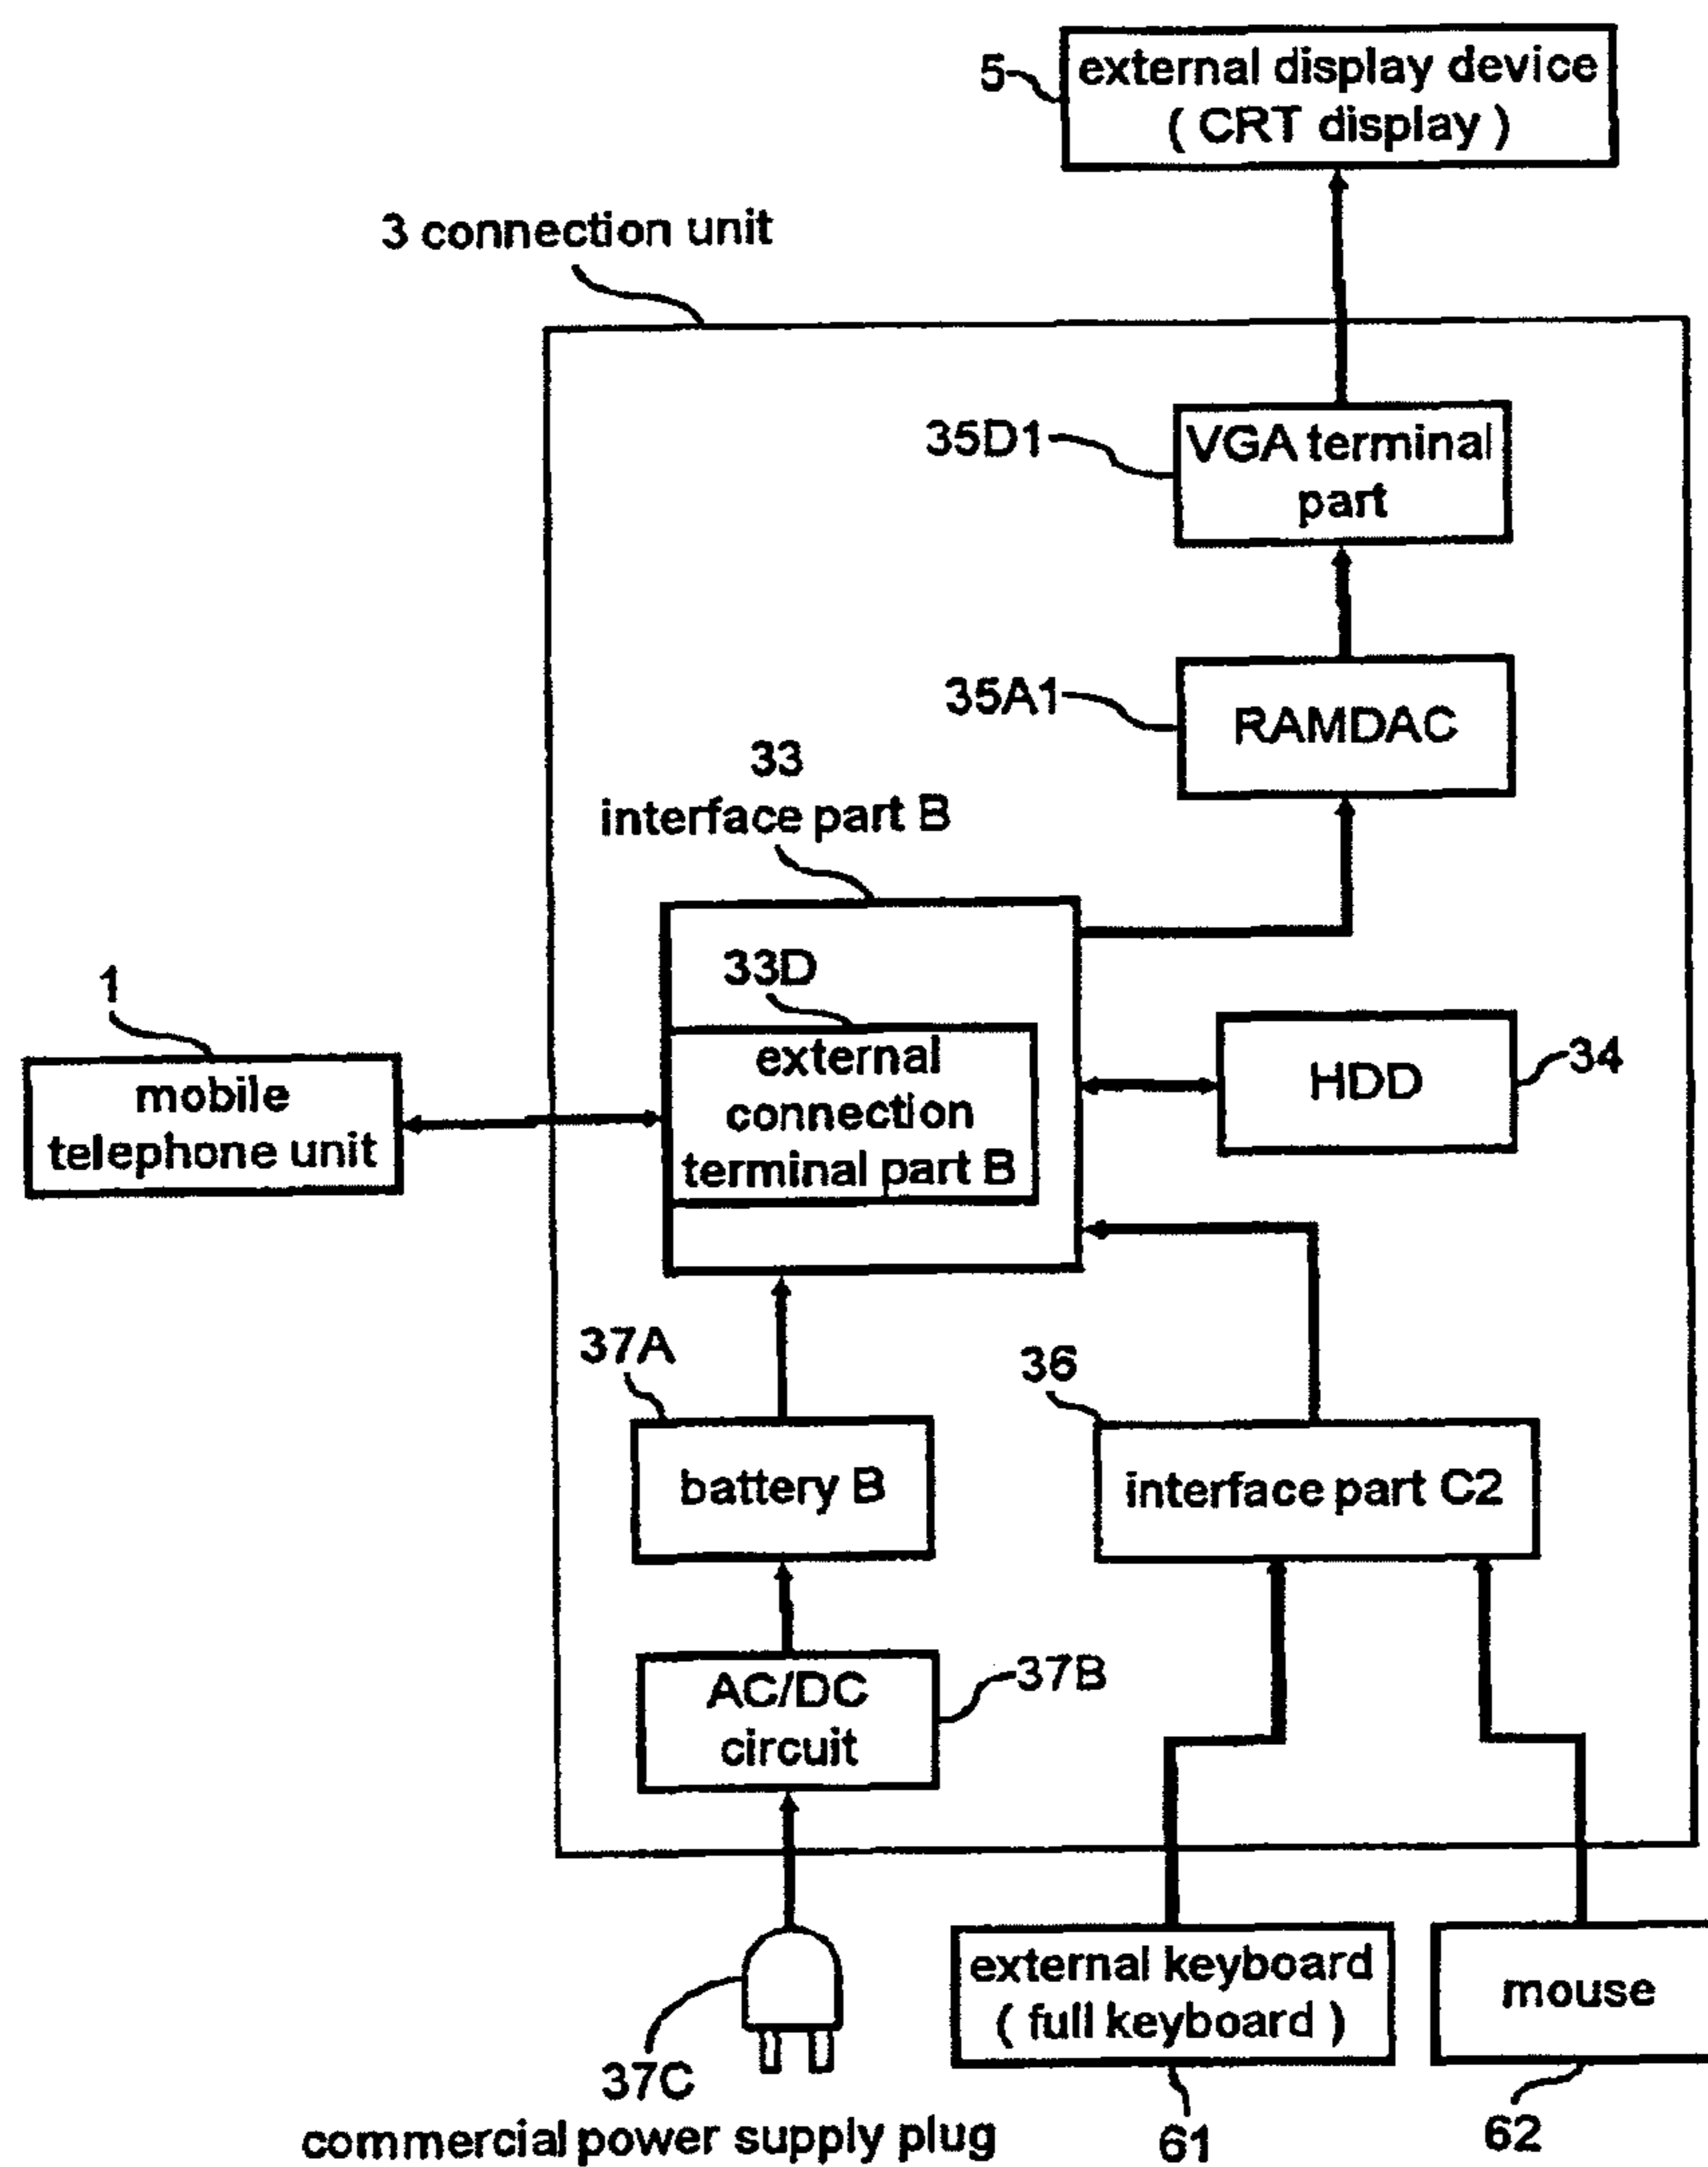 5
external display device
( CRT display )
3 connection unit
35D1
VGA terminal
part
35A1
RAMDAC
33
interface part B
33D
external
connection
terminal part B
1
mobile
telephone unit
HDD
34
37A
battery B
36
interface part C2
AC/DC
circuit
37B
external keyboard
( full keyboard )
mouse
37C
commercial power supply plug
61
62